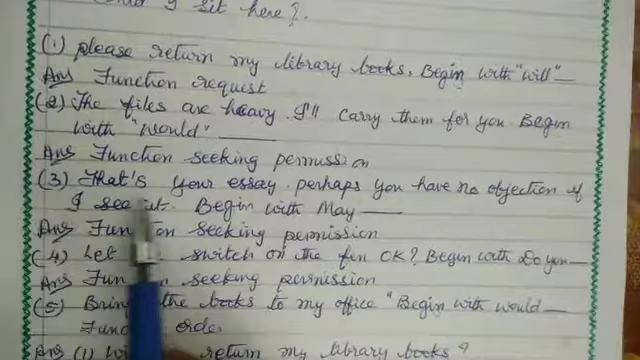 I sit here?.
(1) please return my library books, Begin with "will" —
Ans Function request
(2) The files are heavy. I'll carry them for you Begin
with "would" ———
Ans Function seeking permission
(3) That's your essay. perhaps you have no objection if
I see it. Begin with May ——
Ans Function seeking permission
(4) Let switch on the fan OK? Begin with Do you —
Ans Function seeking permission
(5) Bring the books to my office "Begin with would —
Function order
Ans (1) return my library books?